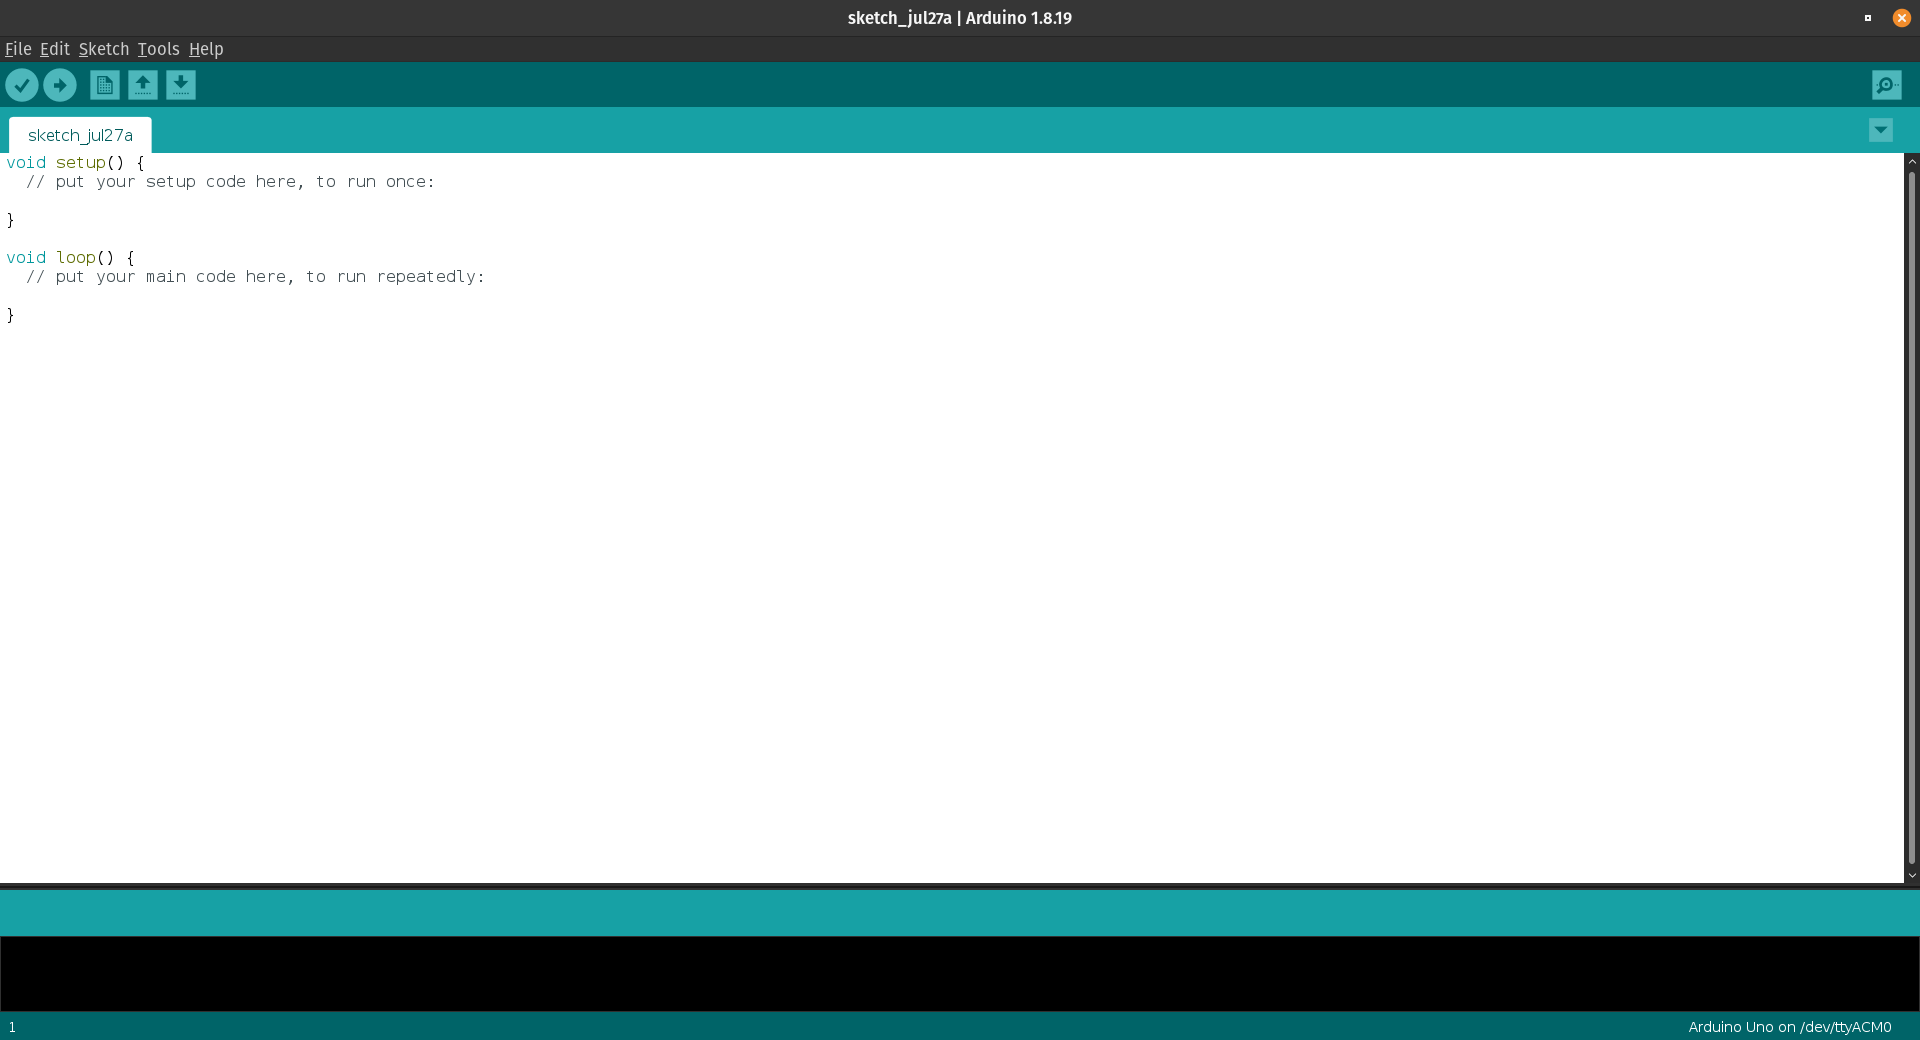 sketch_jul27a | Arduino 1.8.19
File Edit Sketch Tools Help
sketch_jul27a
void setup() {
  // put your setup code here, to run once:
}
void loop() {
  // put your main code here, to run repeatedly:
}
1
Arduino Uno on /dev/ttyACM0